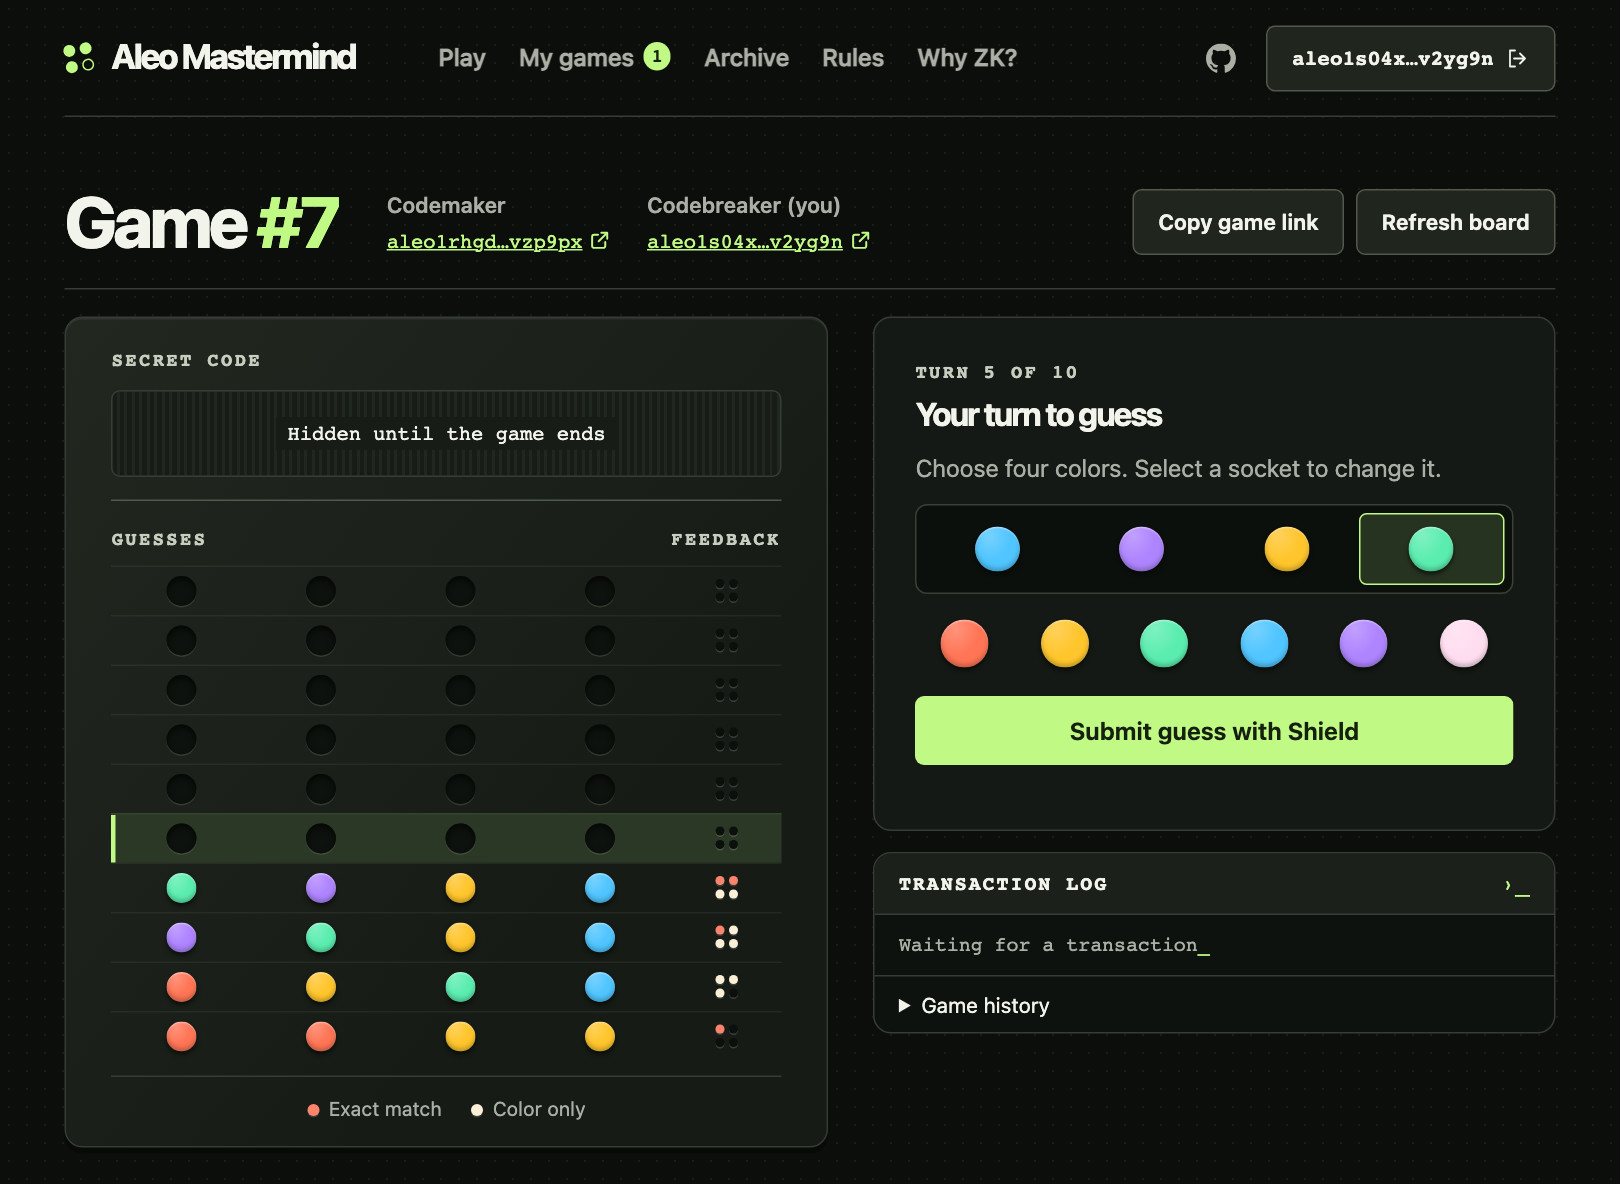 Aleo Mastermind
Play
My games 1
Archive
Rules
Why ZK?
aleo1s04x…v2yg9n
Game #7
Codemaker
aleo1rhgd…vzp9px
Codebreaker (you)
aleo1s04x…v2yg9n
Copy game link
Refresh board
SECRET CODE
Hidden until the game ends
GUESSES
FEEDBACK
Exact match
Color only
TURN 5 OF 10
Your turn to guess
Choose four colors. Select a socket to change it.
Submit guess with Shield
TRANSACTION LOG
›_
Waiting for a transaction_
Game history